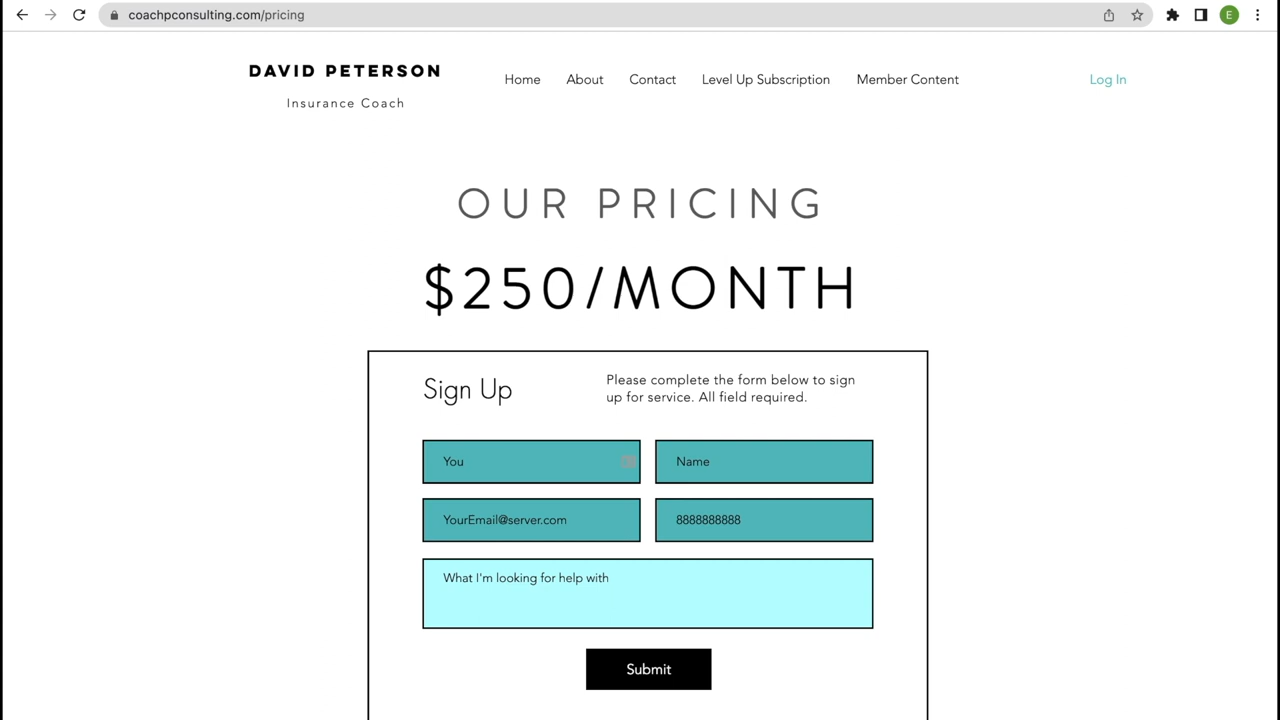 coachpconsulting.com/pricing
E
DAVID PETERSON
Insurance Coach
Home About Contact Level Up Subscription Member Content Log In
OUR PRICING
$250/MONTH
Sign Up
Please complete the form below to sign
up for service. All field required.
You Name
YourEmail@server.com 8888888888
What I'm looking for help with
Submit